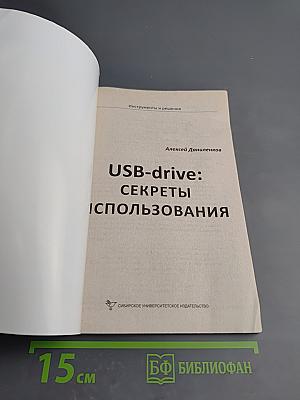 Инструменты и решения
Алексей Даниленков
USB-drive:
СЕКРЕТЫ
ИСПОЛЬЗОВАНИЯ
СИБИРСКОЕ УНИВЕРСИТЕТСКОЕ ИЗДАТЕЛЬСТВО
15 см
БФ БИБЛИОФАН